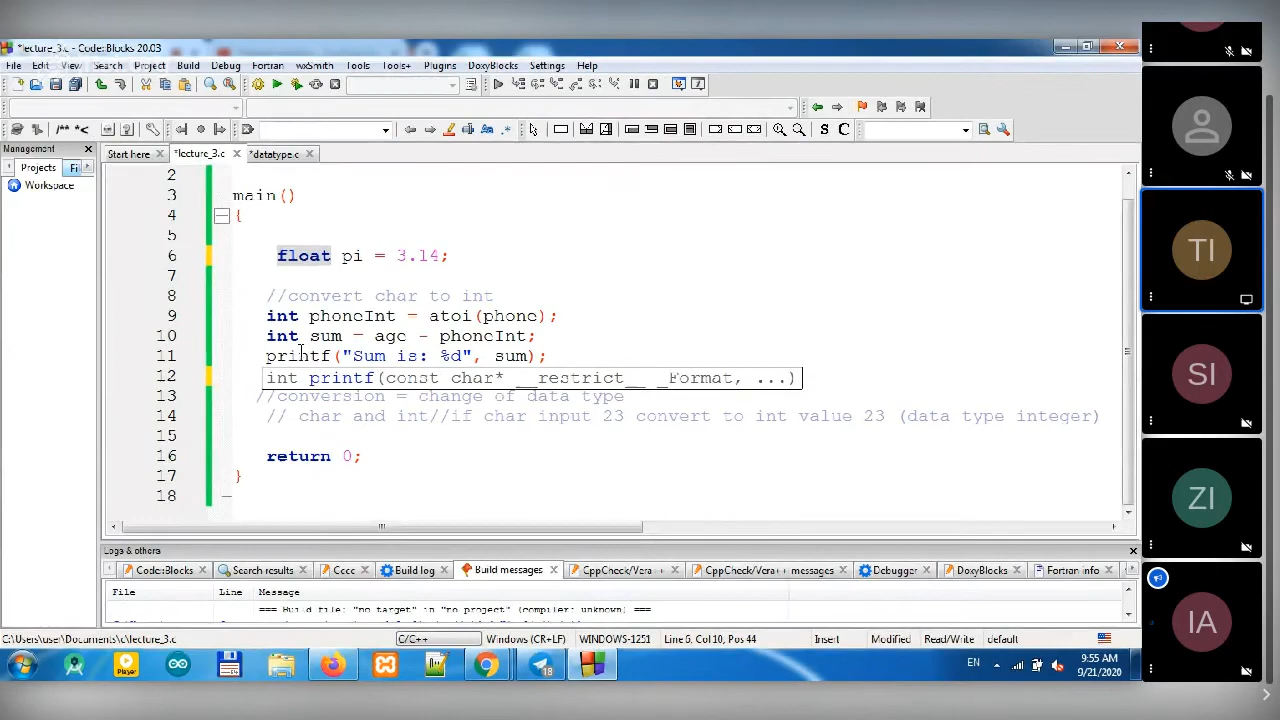 *lecture_3.c - Code::Blocks 20.03
File Edit View Search Project Build Debug Fortran wxSmith Tools Tools+ Plugins DoxyBlocks Settings Help
/** *<
S C
Management
Start here *lecture_3.c *datatype.c
Projects Fi
Workspace
2
3 main()
4 {
5
6 float pi = 3.14;
7
8 //convert char to int
9 int phoneInt = atoi(phone);
10 int sum = age - phoneInt;
11 printf("Sum is: %d", sum);
12 int printf(const char* __restrict__ _Format, ...)
13 //conversion = change of data type
14 // char and int//if char input 23 convert to int value 23 (data type integer)
15
16 return 0;
17 }
18
Logs & others
Code::Blocks Search results Cccc Build log Build messages CppCheck/Vera++ CppCheck/Vera++ messages Debugger DoxyBlocks Fortran info
File Line Message
=== Build file: "no target" in "no project" (compiler: unknown) ===
C:\Users\user\Documents\c\lecture_3.c C/C++ Windows (CR+LF) WINDOWS-1251 Line 6, Col 10, Pos 44 Insert Modified Read/Write default
Player
18
EN
9:55 AM
9/21/2020
TI
SI
ZI
IA